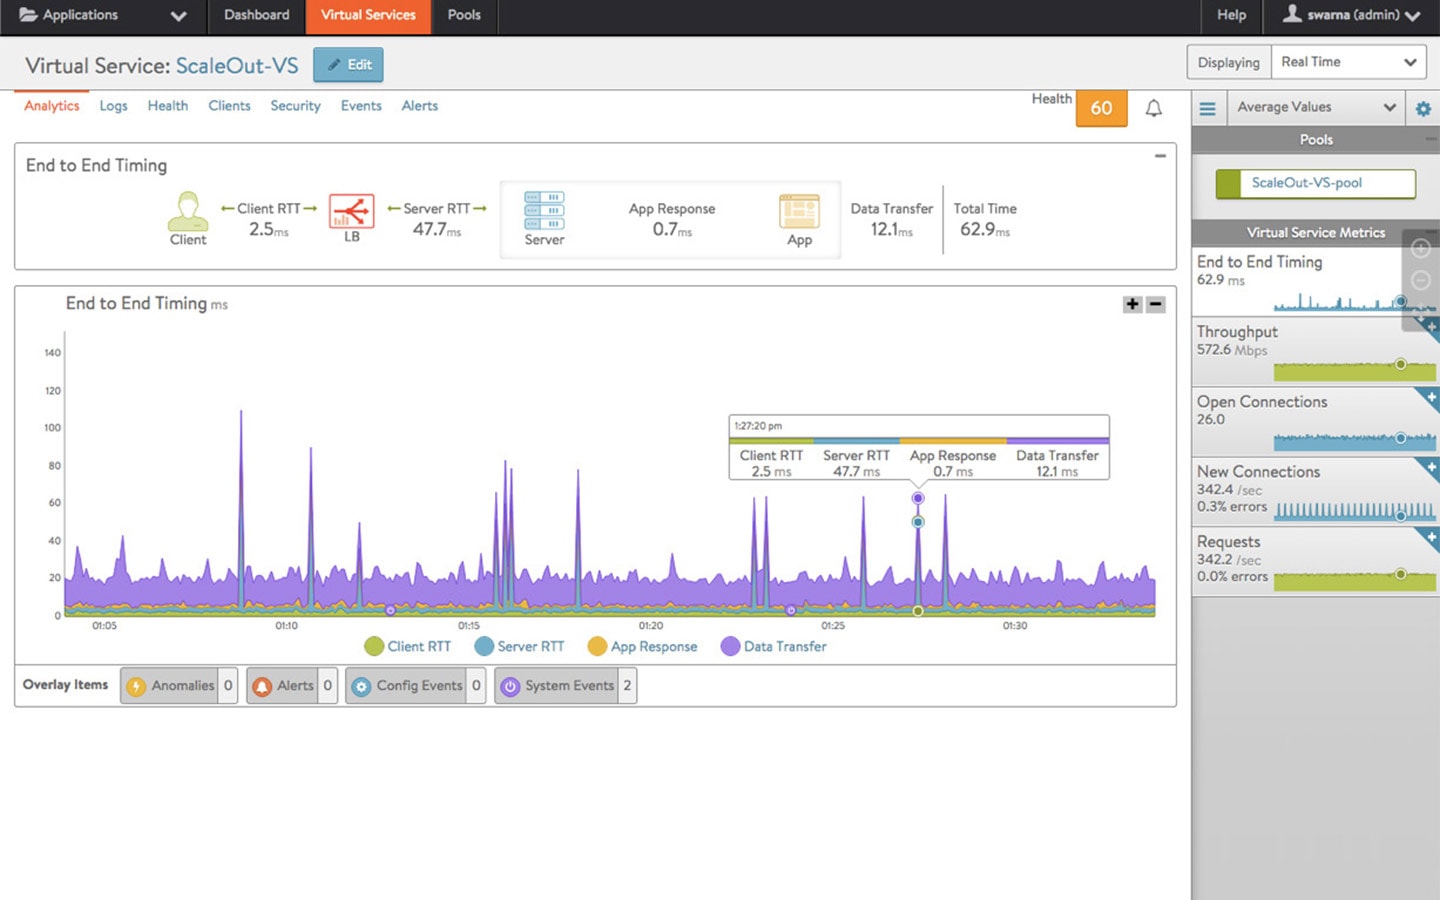 Applications
Dashboard
Virtual Services
Pools
Help
swarna (admin)
Virtual Service: ScaleOut-VS
Edit
Displaying
Real Time
Analytics
Logs
Health
Clients
Security
Events
Alerts
Health
60
Average Values
Pools
ScaleOut-VS-pool
Virtual Service Metrics
End to End Timing
62.9 ms
Throughput
572.6 Mbps
Open Connections
26.0
New Connections
342.4 /sec
0.3% errors
Requests
342.2 /sec
0.0% errors
End to End Timing
Client
Client RTT
2.5ms
LB
Server RTT
47.7ms
Server
App Response
0.7ms
App
Data Transfer
12.1ms
Total Time
62.9ms
End to End Timing ms
140
120
100
80
60
40
20
0
1:27:20 pm
Client RTT
2.5 ms
Server RTT
47.7 ms
App Response
0.7 ms
Data Transfer
12.1 ms
01:05
01:10
01:15
01:20
01:25
01:30
Client RTT
Server RTT
App Response
Data Transfer
Overlay Items
Anomalies 0
Alerts 0
Config Events 0
System Events 2